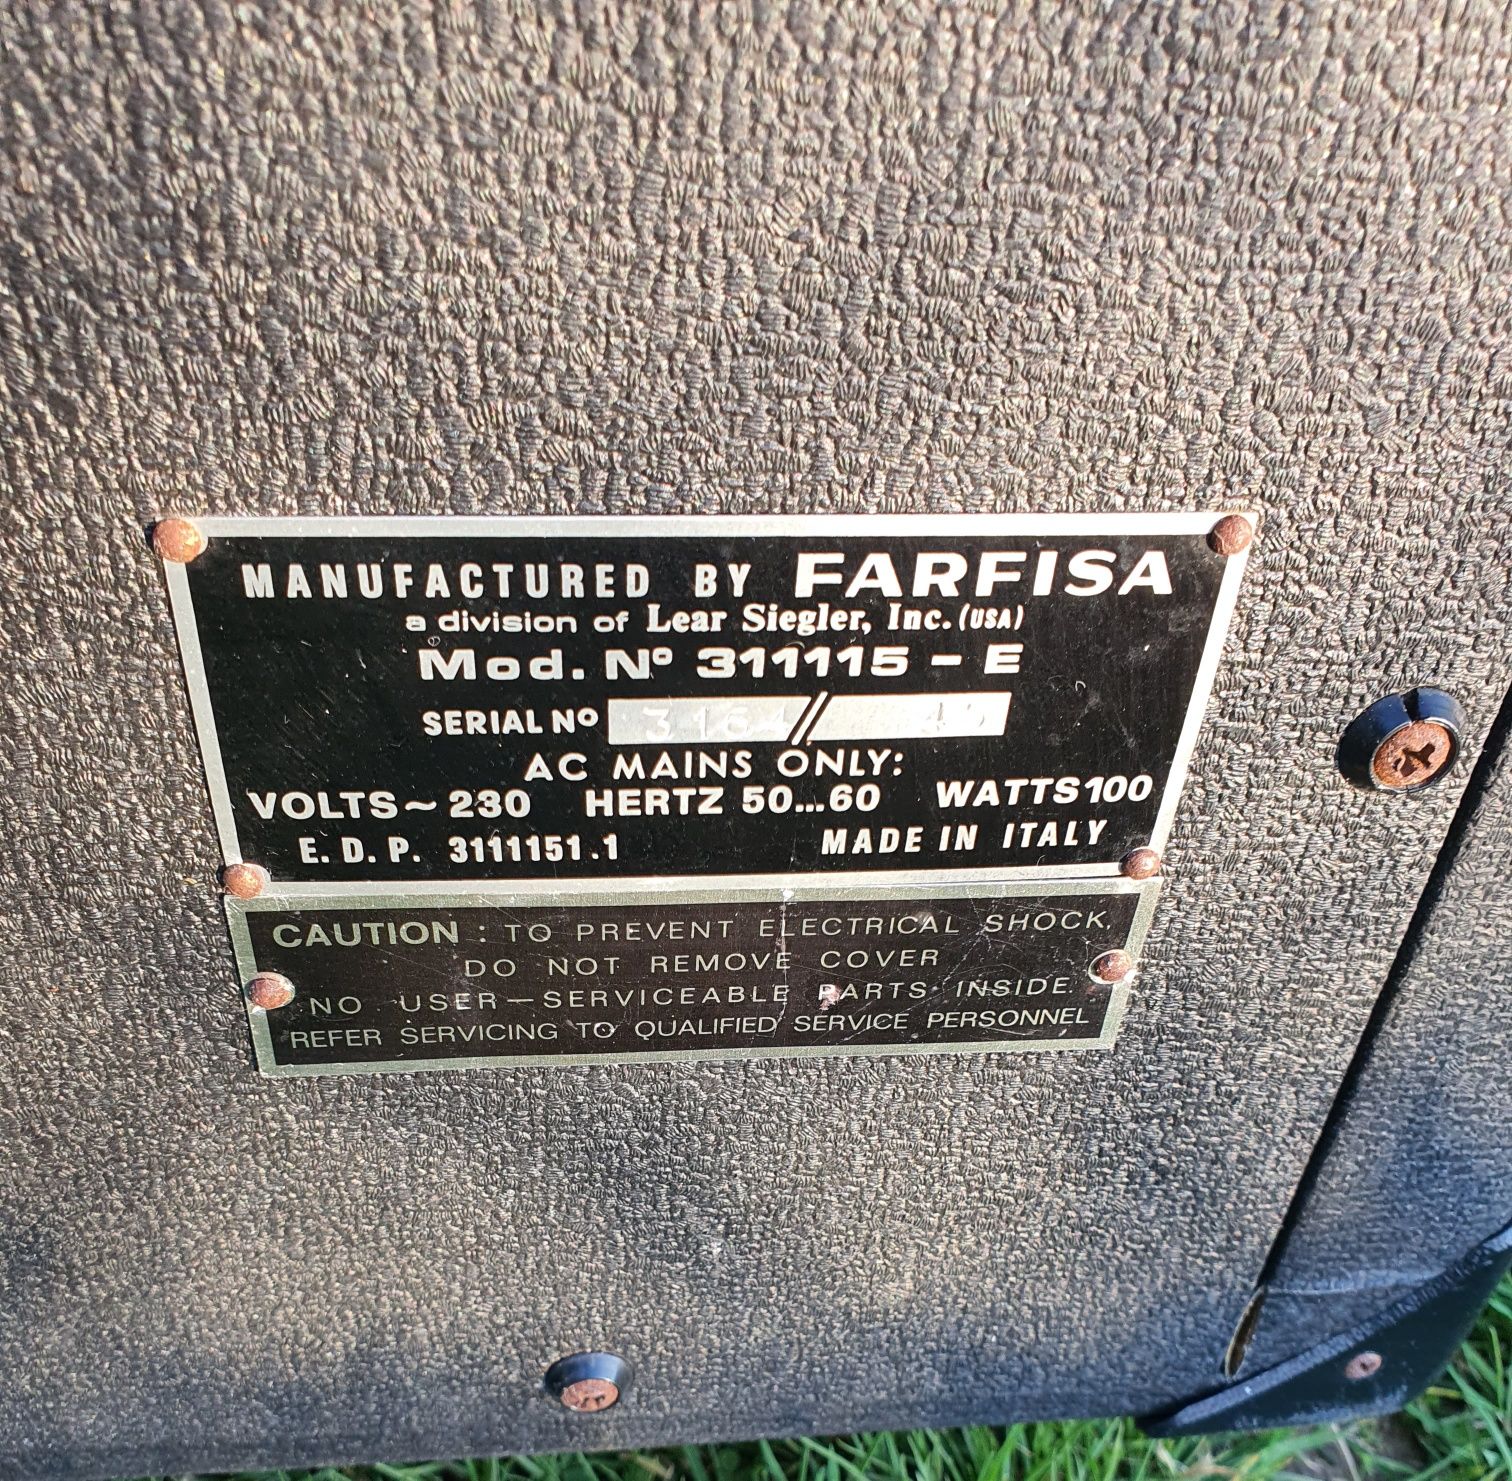 MANUFACTURED BY FARFISA
a division of Lear Siegler, Inc. (USA)
Mod. Nº 311115 - E
SERIAL Nº //
AC MAINS ONLY:
VOLTS~ 230 HERTZ 50...60 WATTS 100
E. D. P. 3111151.1 MADE IN ITALY
CAUTION : TO PREVENT ELECTRICAL SHOCK,
DO NOT REMOVE COVER
NO USER—SERVICEABLE PARTS INSIDE.
REFER SERVICING TO QUALIFIED SERVICE PERSONNEL